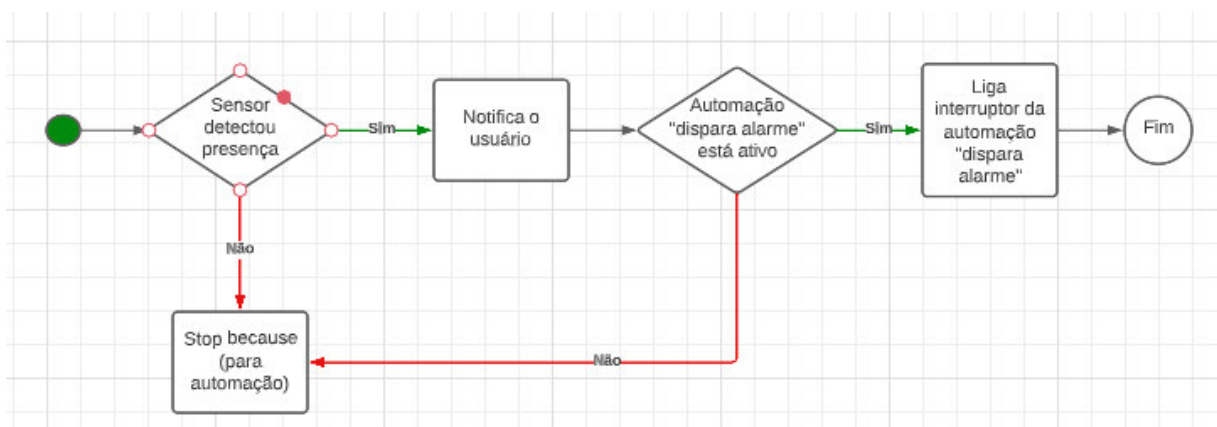 Sensor
detectou
presença
Sim
Notifica o
usuário
Automação
"dispara alarme"
está ativo
Sim
Liga
interruptor da
automação
"dispara
alarme"
Fim
Não
Stop because
(para
automação)
Não